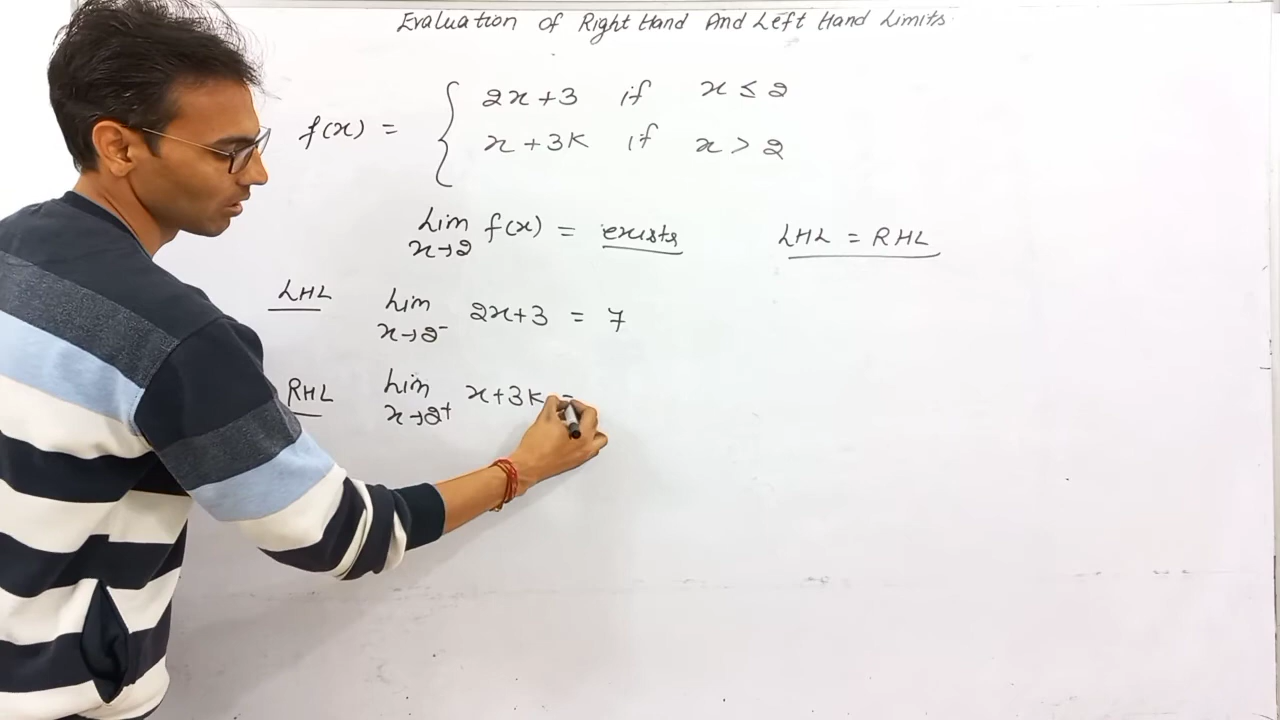 Evaluation of Right Hand And Left Hand Limits.
f(x) = { 2x+3 if x ≤ 2
x+3K if x > 2
Lim x→2 f(x) = exists LHL = RHL
LHL Lim x→2⁻ 2x+3 = 7
RHL Lim x→2⁺ x+3K =